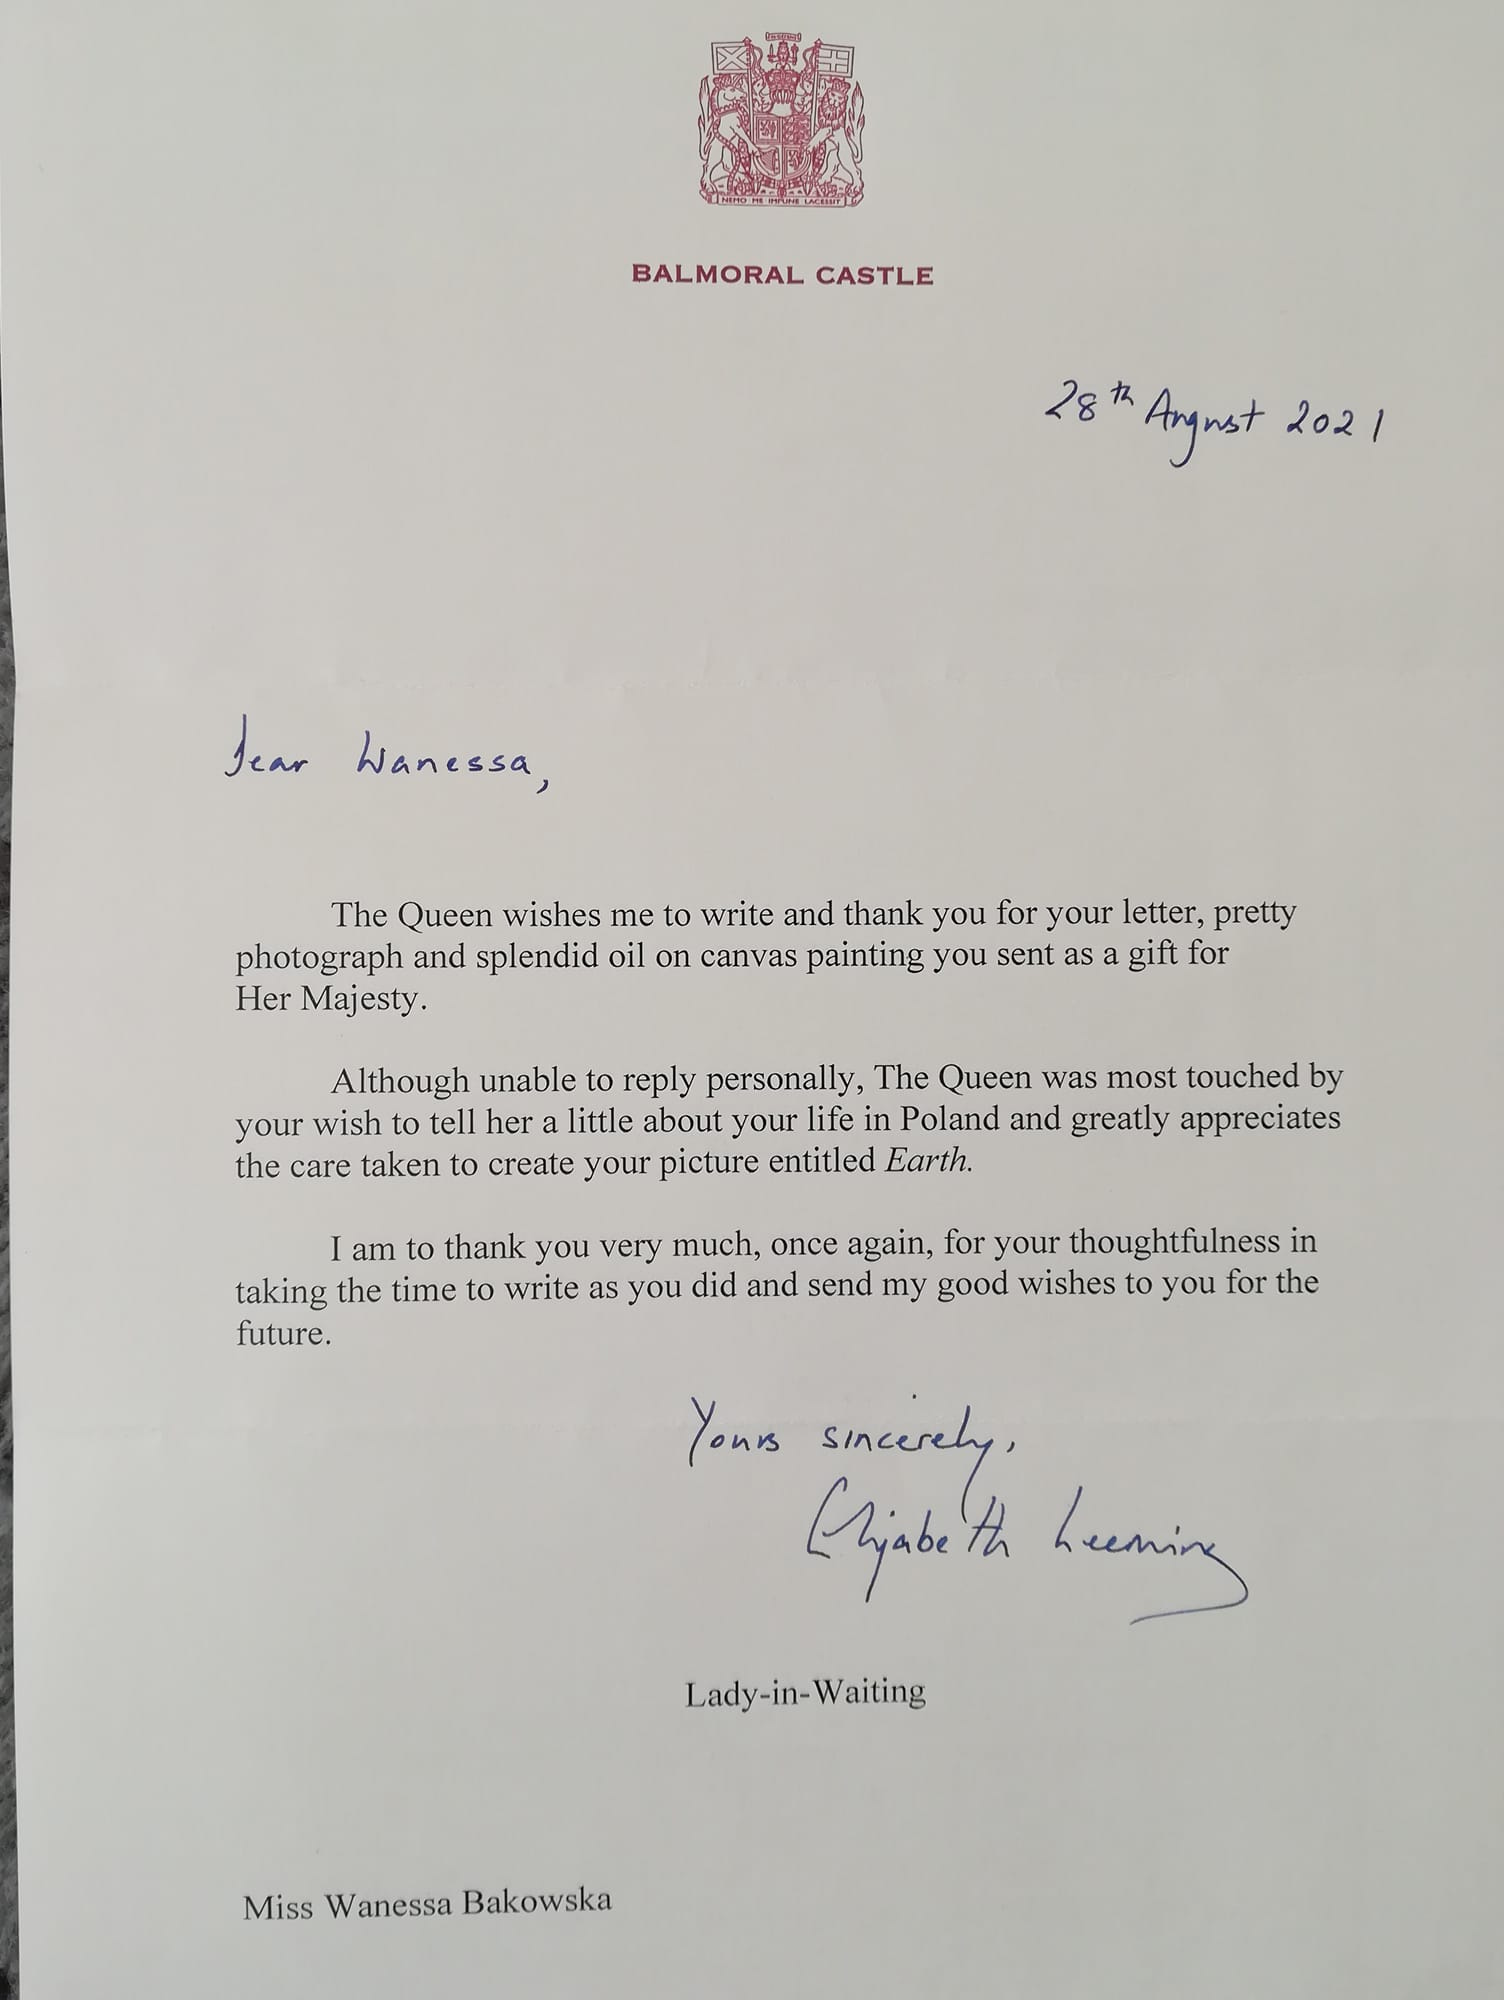 IN DEFENS
NEMO ME IMPUNE LACESSIT
BALMORAL CASTLE
28th August 2021
Dear Wanessa,
The Queen wishes me to write and thank you for your letter, pretty
photograph and splendid oil on canvas painting you sent as a gift for
Her Majesty.
Although unable to reply personally, The Queen was most touched by
your wish to tell her a little about your life in Poland and greatly appreciates
the care taken to create your picture entitled Earth.
I am to thank you very much, once again, for your thoughtfulness in
taking the time to write as you did and send my good wishes to you for the
future.
Yours sincerely,
Elizabeth Leeming
Lady-in-Waiting
Miss Wanessa Bakowska